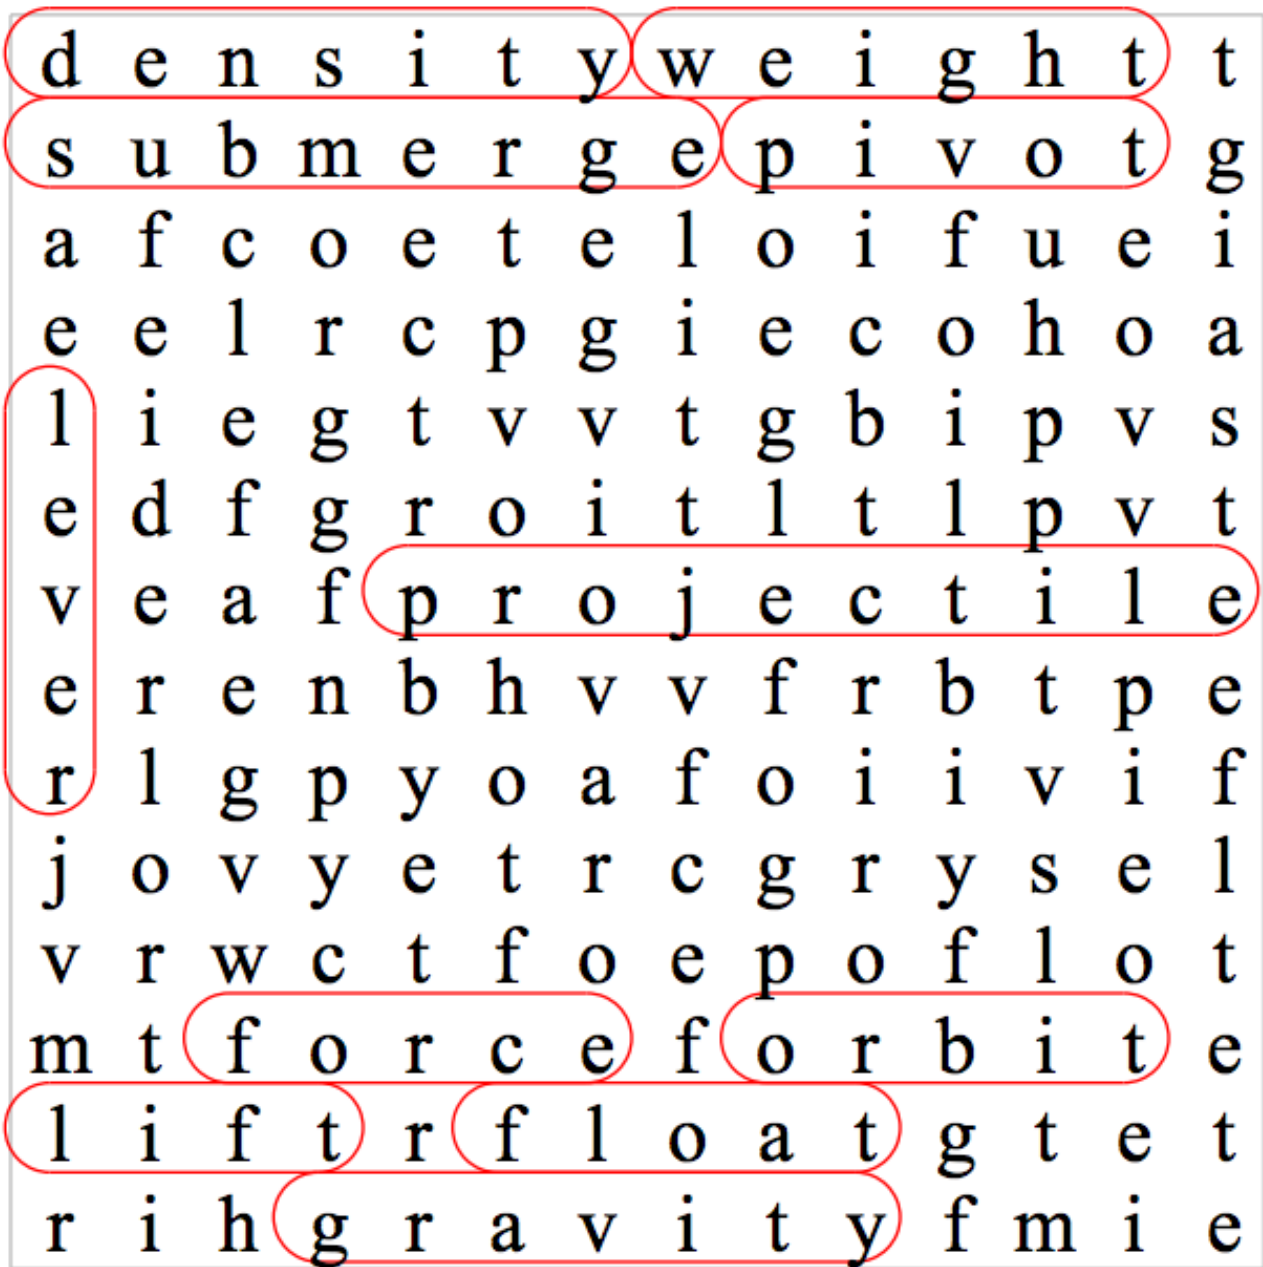 d e n s i t y w e i g h t t
s u b m e r g e p i v o t g
a f c o e t e l o i f u e i
e e l r c p g i e c o h o a
l i e g t v v t g b i p v s
e d f g r o i t l t l p v t
v e a f p r o j e c t i l e
e r e n b h v v f r b t p e
r l g p y o a f o i i v i f
j o v y e t r c g r y s e l
v r w c t f o e p o f l o t
m t f o r c e f o r b i t e
l i f t r f l o a t g t e t
r i h g r a v i t y f m i e